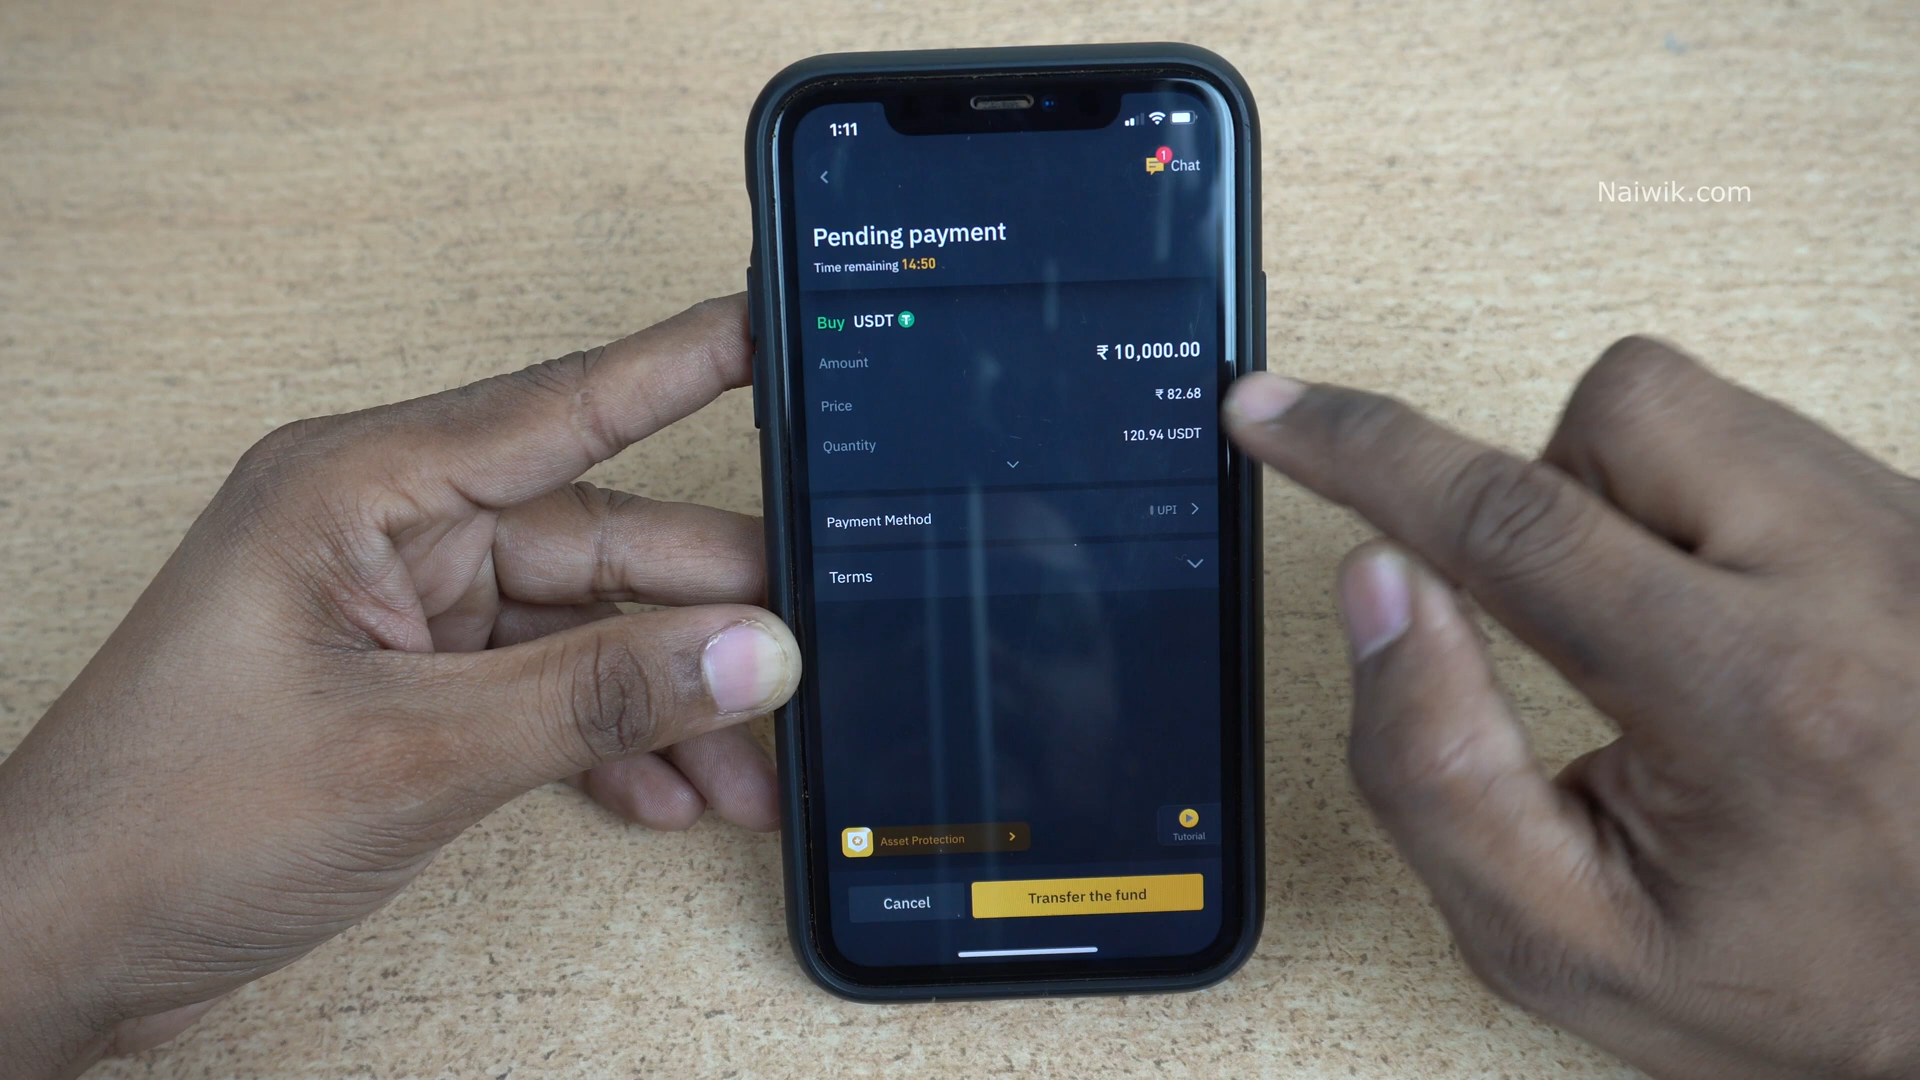 Naiwik.com
1:11
1
Chat
Pending payment
Time remaining 14:50
Buy USDT
Amount ₹ 10,000.00
Price ₹ 82.68
Quantity 120.94 USDT
Payment Method UPI
Terms
Asset Protection
Tutorial
Cancel
Transfer the fund